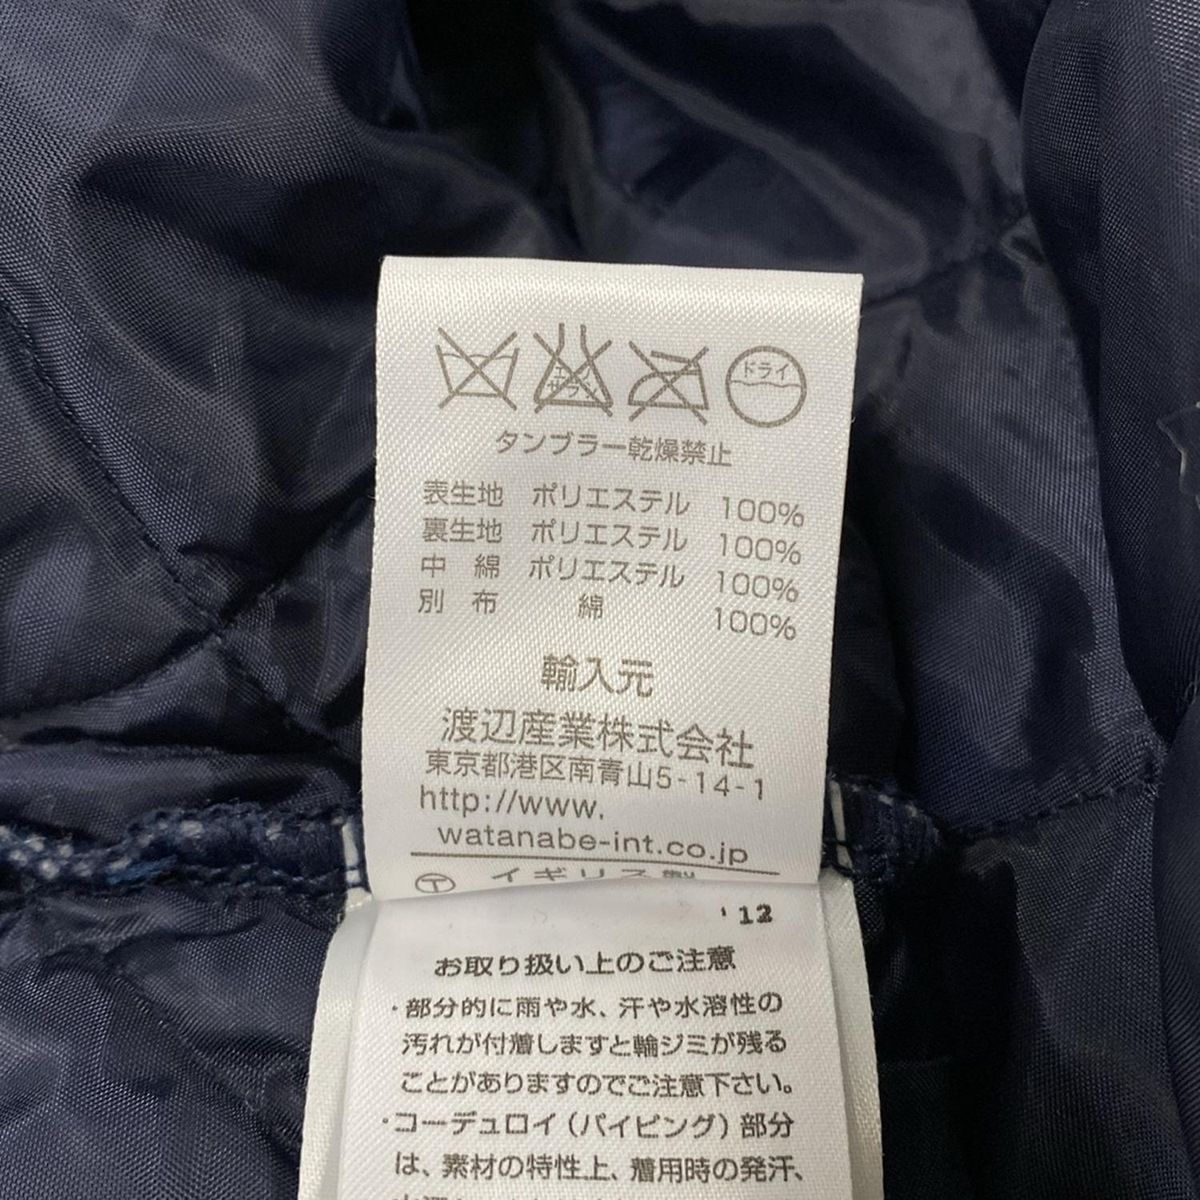 ドライ
タンブラー乾燥禁止
表生地 ポリエステル 100%
裏生地 ポリエステル 100%
中 綿 ポリエステル 100%
別 布 綿 100%
輸入元
渡辺産業株式会社
東京都港区南青山5-14-1
http://www.
watanabe-int.co.jp
イギリス製
'12
お取り扱い上のご注意
・部分的に雨や水、汗や水溶性の
汚れが付着しますと輪ジミが残る
ことがありますのでご注意下さい。
・コーデュロイ(パイピング)部分
は、素材の特性上、着用時の発汗、